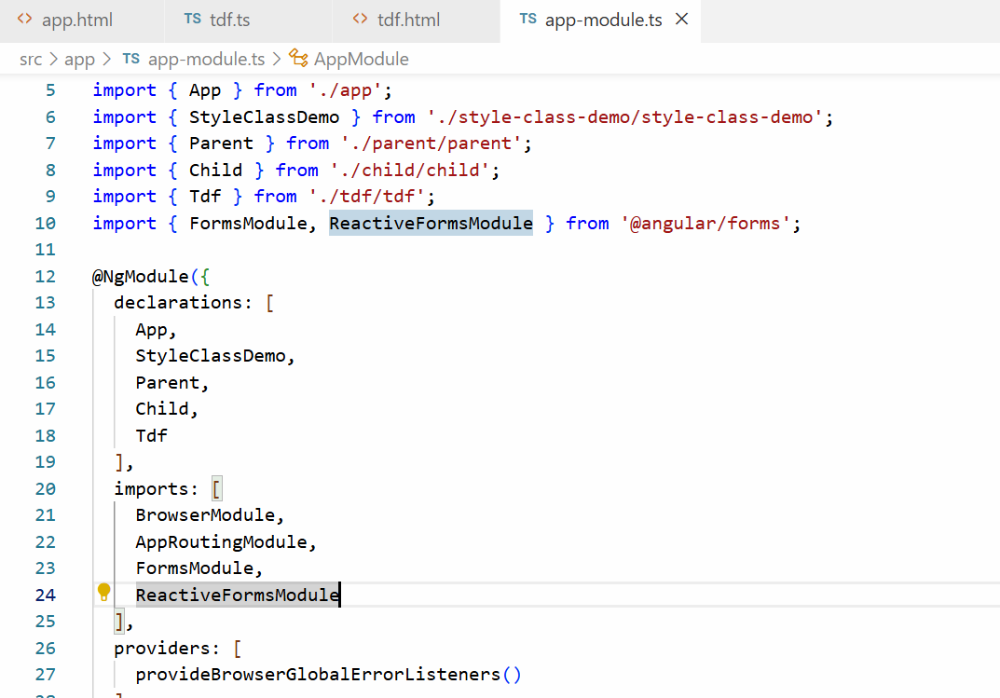 <> app.html TS tdf.ts <> tdf.html TS app-module.ts ×
src > app > TS app-module.ts > AppModule
5 import { App } from './app';
6 import { StyleClassDemo } from './style-class-demo/style-class-demo';
7 import { Parent } from './parent/parent';
8 import { Child } from './child/child';
9 import { Tdf } from './tdf/tdf';
10 import { FormsModule, ReactiveFormsModule } from '@angular/forms';
11
12 @NgModule({
13 declarations: [
14 App,
15 StyleClassDemo,
16 Parent,
17 Child,
18 Tdf
19 ],
20 imports: [
21 BrowserModule,
22 AppRoutingModule,
23 FormsModule,
24 ReactiveFormsModule
25 ],
26 providers: [
27 provideBrowserGlobalErrorListeners()